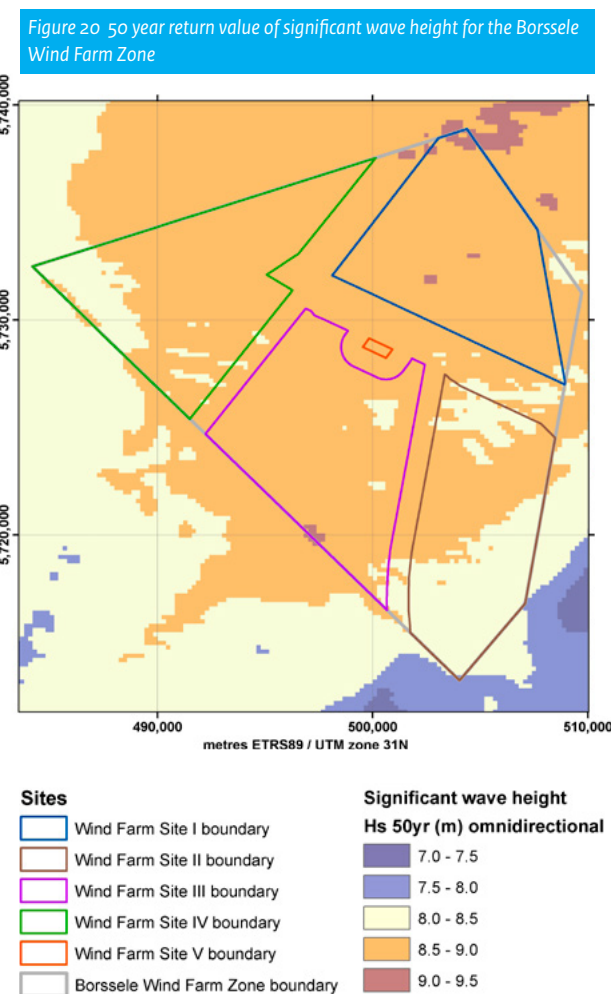 Figure 20 50 year return value of significant wave height for the Borssele
Wind Farm Zone
5,740,000
5,730,000
5,720,000
490,000
500,000
510,000
metres ETRS89 / UTM zone 31N
Sites
Wind Farm Site I boundary
Wind Farm Site II boundary
Wind Farm Site III boundary
Wind Farm Site IV boundary
Wind Farm Site V boundary
Borssele Wind Farm Zone boundary
Significant wave height
Hs 50yr (m) omnidirectional
7.0 - 7.5
7.5 - 8.0
8.0 - 8.5
8.5 - 9.0
9.0 - 9.5